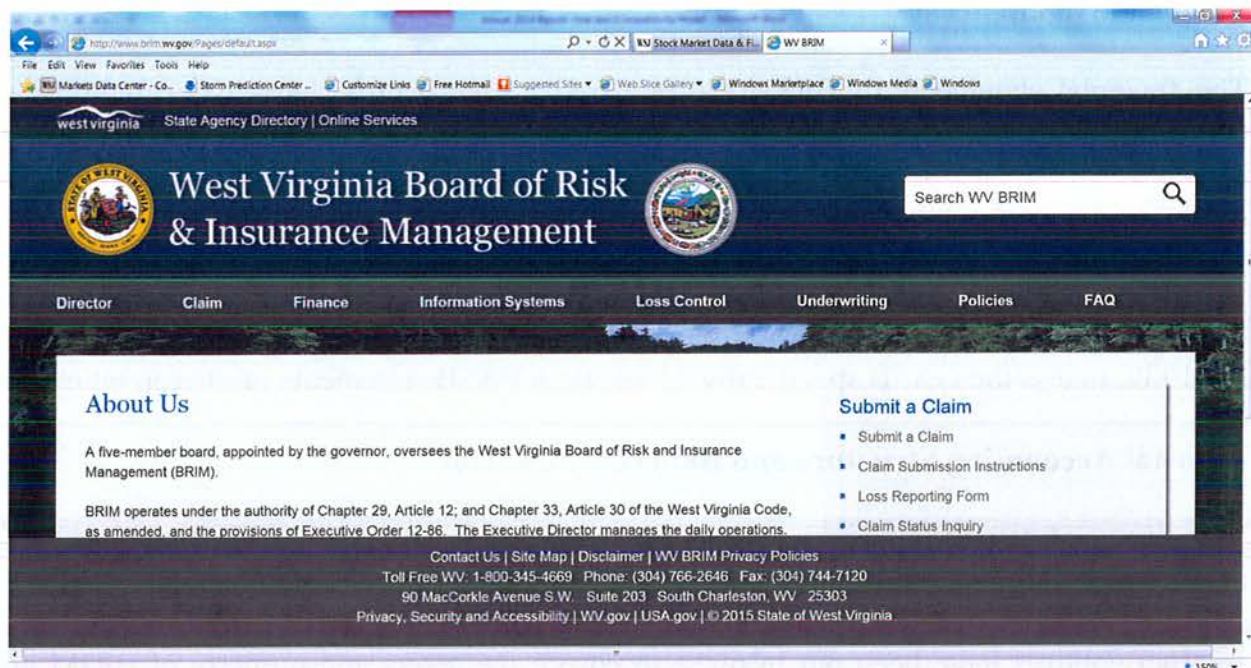 http://www.brim.wv.gov/Pages/default.aspx
WSJ Stock Market Data & Fi...
WV BRIM
File Edit View Favorites Tools Help
Markets Data Center - Co...
Storm Prediction Center ...
Customize Links
Free Hotmail
Suggested Sites
Web Slice Gallery
Windows Marketplace
Windows Media
Windows
west virginia
State Agency Directory | Online Services
West Virginia Board of Risk
& Insurance Management
Search WV BRIM
Director Claim Finance Information Systems Loss Control Underwriting Policies FAQ
About Us
A five-member board, appointed by the governor, oversees the West Virginia Board of Risk and Insurance
Management (BRIM).
BRIM operates under the authority of Chapter 29, Article 12; and Chapter 33, Article 30 of the West Virginia Code,
as amended, and the provisions of Executive Order 12-86. The Executive Director manages the daily operations.
Submit a Claim
Submit a Claim
Claim Submission Instructions
Loss Reporting Form
Claim Status Inquiry
Contact Us | Site Map | Disclaimer | WV BRIM Privacy Policies
Toll Free WV: 1-800-345-4669 Phone: (304) 766-2646 Fax: (304) 744-7120
90 MacCorkle Avenue S.W. Suite 203 South Charleston, WV 25303
Privacy, Security and Accessibility | WV.gov | USA.gov | © 2015 State of West Virginia
150%